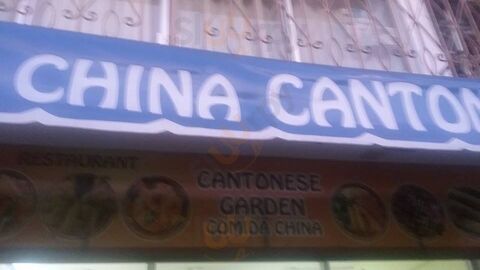 CHINA CANTON
RESTAURANT
CANTONESE
GARDEN
COMIDA CHINA